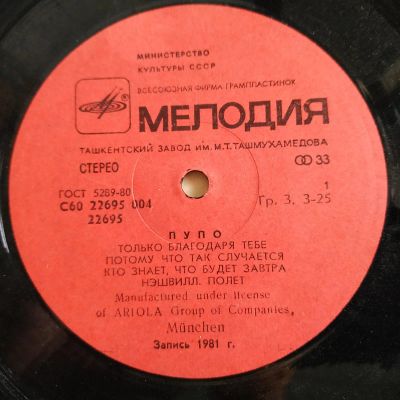 МИНИСТЕРСТВО
КУЛЬТУРЫ СССР
ВСЕСОЮЗНАЯ ФИРМА ГРАМПЛАСТИНОК
МЕЛОДИЯ
ТАШКЕНТСКИЙ ЗАВОД ИМ. М.Т. ТАШМУХАМЕДОВА
СТЕРЕО 33
ГОСТ 5289-80 1
С60 22695 004 Гр. 3. 3-25
22695
ПУПО
ТОЛЬКО БЛАГОДАРЯ ТЕБЕ
ПОТОМУ ЧТО ТАК СЛУЧАЕТСЯ
КТО ЗНАЕТ, ЧТО БУДЕТ ЗАВТРА
НЭШВИЛЛ. ПОЛЕТ
Manufactured under license
of ARIOLA Group of Companies,
München
Запись 1981 г.